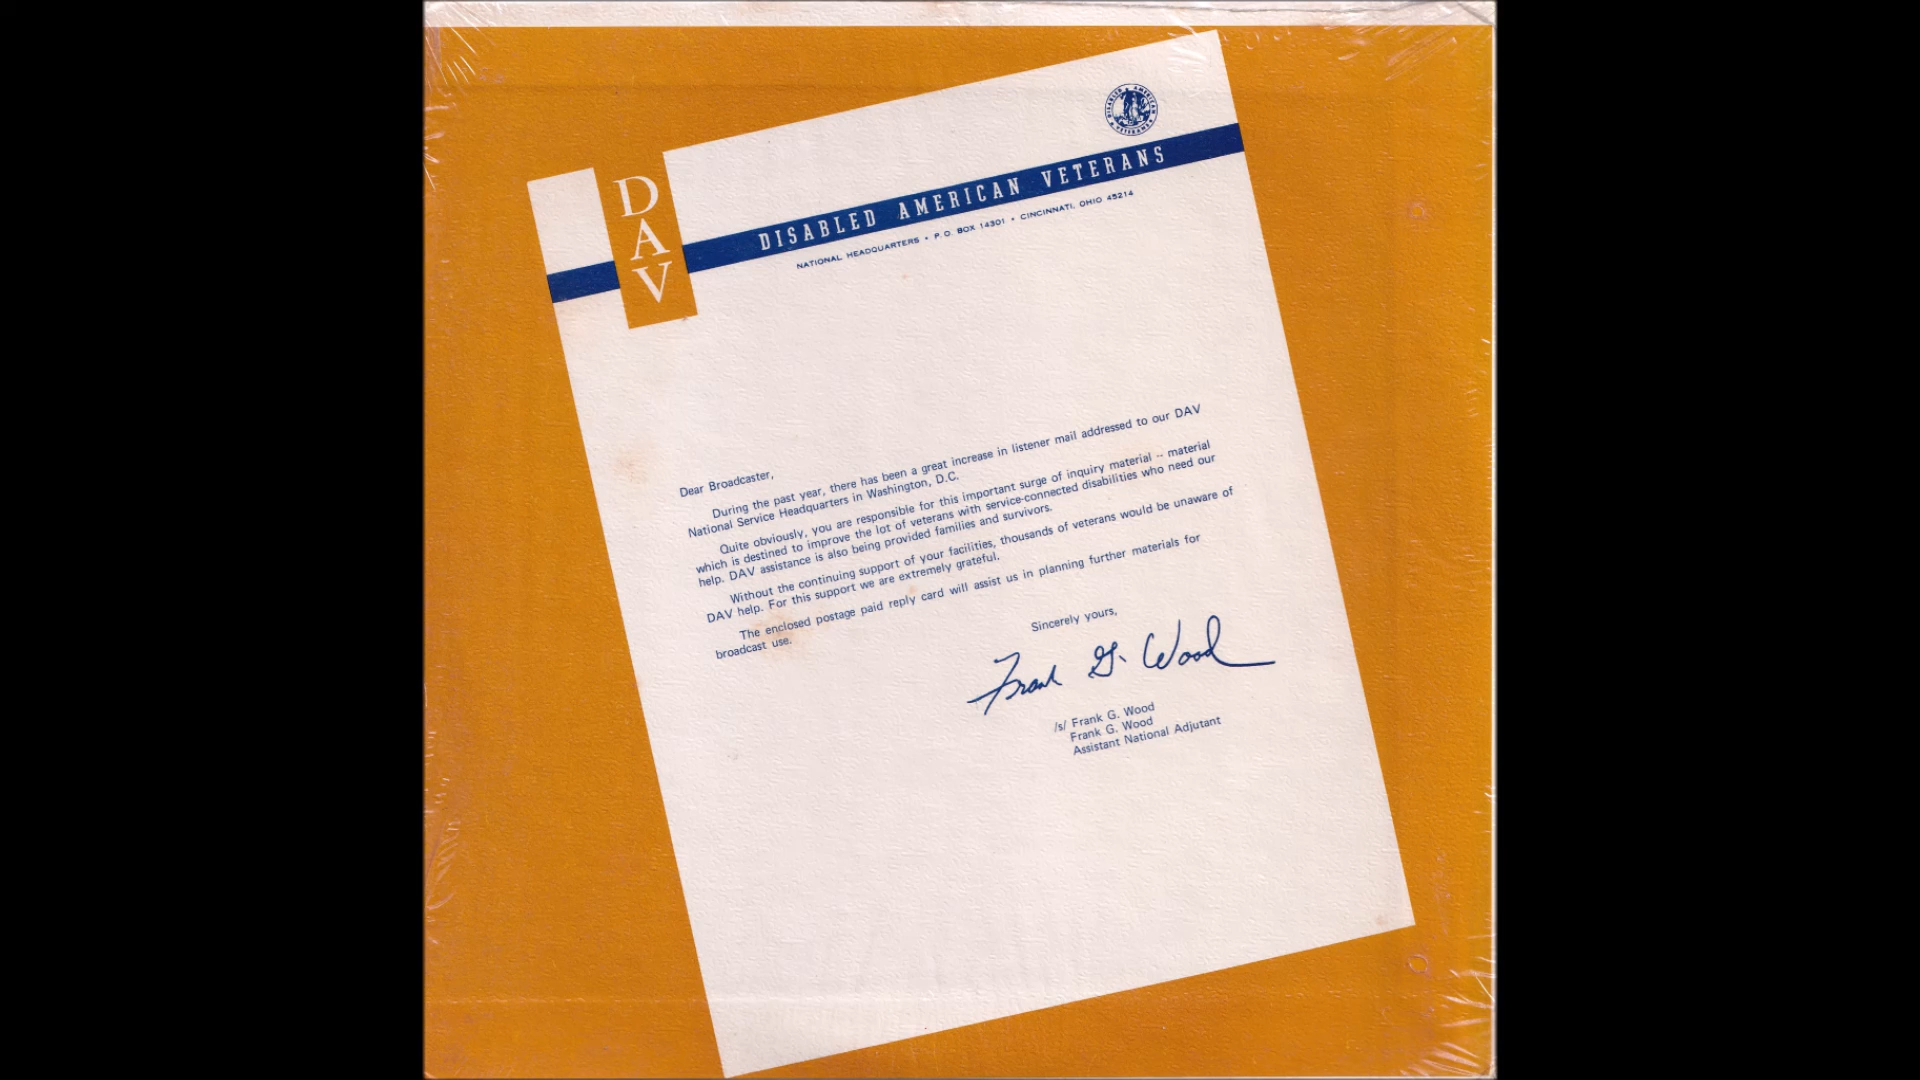 DISABLED AMERICAN VETERANS
D
A
V
DISABLED AMERICAN VETERANS
NATIONAL HEADQUARTERS • P.O. BOX 14301 • CINCINNATI, OHIO 45214
Dear Broadcaster,
During the past year, there has been a great increase in listener mail addressed to our DAV
National Service Headquarters in Washington, D.C.
Quite obviously, you are responsible for this important surge of inquiry material -- material
which is destined to improve the lot of veterans with service-connected disabilities who need our
help. DAV assistance is also being provided families and survivors.
Without the continuing support of your facilities, thousands of veterans would be unaware of
DAV help. For this support we are extremely grateful.
The enclosed postage paid reply card will assist us in planning further materials for
broadcast use.
Sincerely yours,
Frank G. Wood
/s/ Frank G. Wood
Frank G. Wood
Assistant National Adjutant